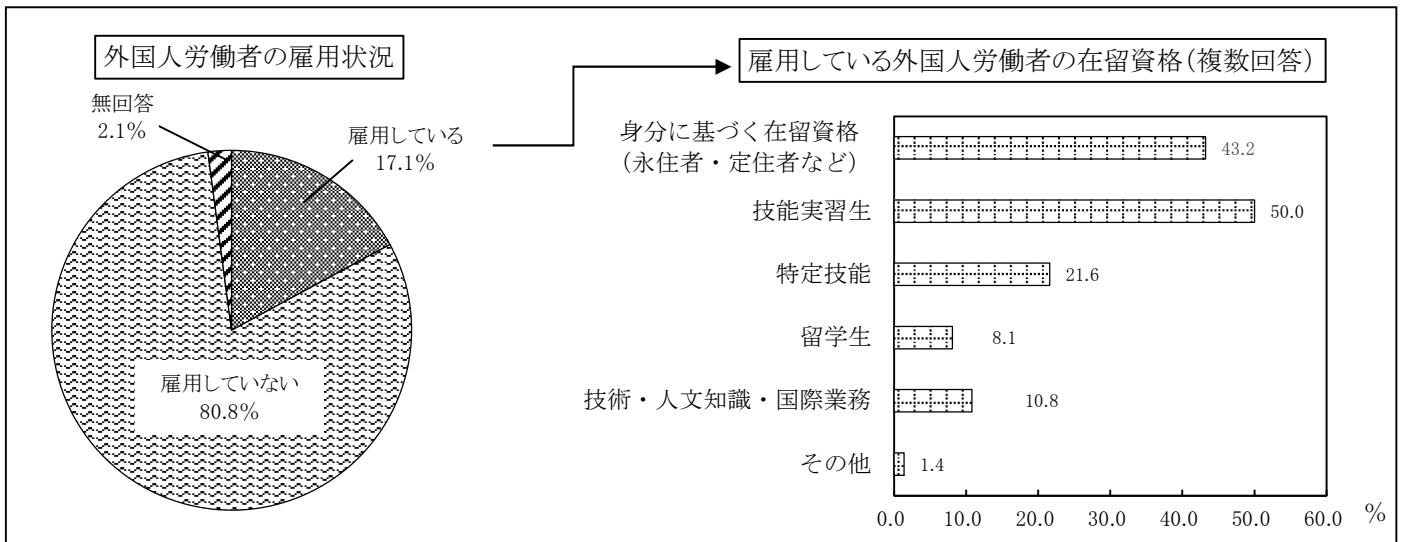 外国人労働者の雇用状況
無回答
2.1%
雇用している
17.1%
雇用していない
80.8%
雇用している外国人労働者の在留資格(複数回答)
身分に基づく在留資格
(永住者・定住者など)
43.2
技能実習生
50.0
特定技能
21.6
留学生
8.1
技術・人文知識・国際業務
10.8
その他
1.4
0.0 10.0 20.0 30.0 40.0 50.0 60.0 %